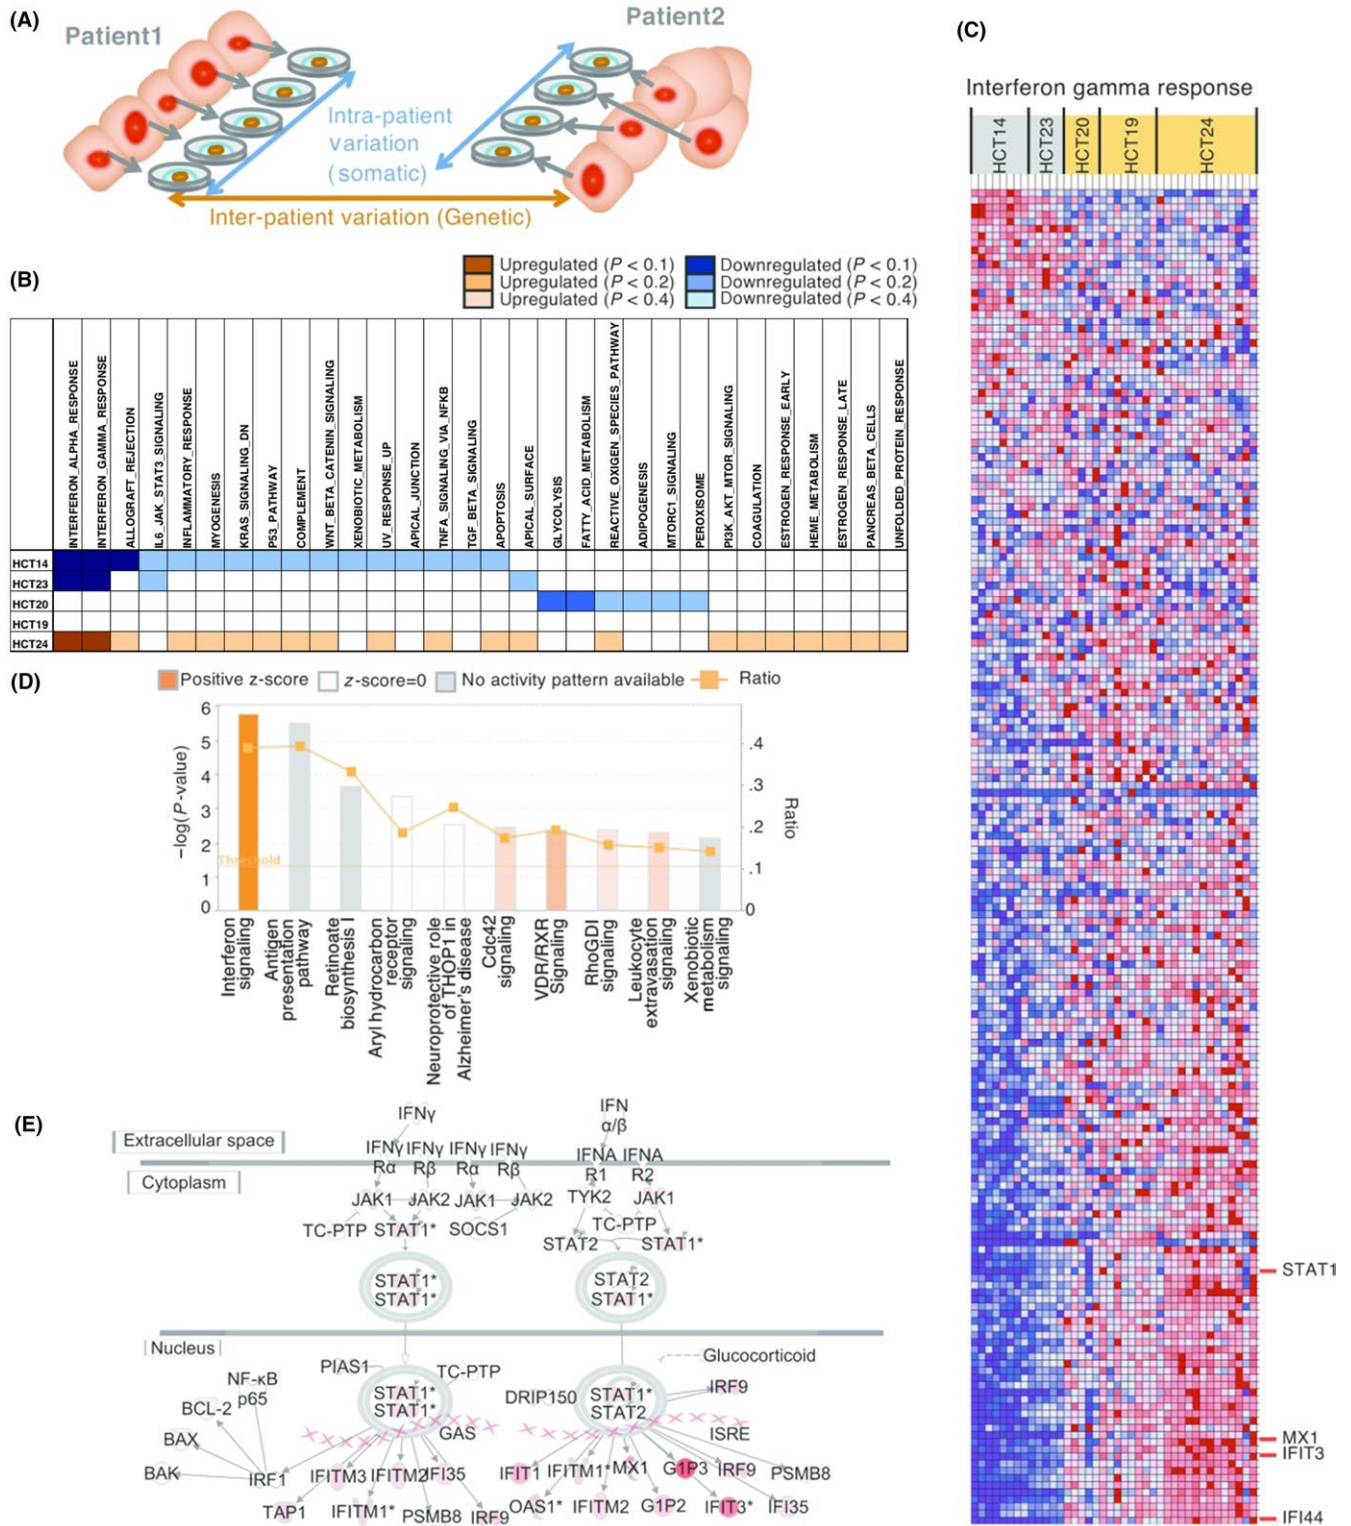 (A)
Patient1
Patient2
Intra-patient
variation
(somatic)
Inter-patient variation (Genetic)
(B)
Upregulated (P < 0.1)
Upregulated (P < 0.2)
Upregulated (P < 0.4)
Downregulated (P < 0.1)
Downregulated (P < 0.2)
Downregulated (P < 0.4)
INTERFERON_ALPHA_RESPONSE
INTERFERON_GAMMA_RESPONSE
ALLOGRAFT_REJECTION
IL6_JAK_STAT3_SIGNALING
INFLAMMATORY_RESPONSE
MYOGENESIS
KRAS_SIGNALING_DN
P53_PATHWAY
COMPLEMENT
WNT_BETA_CATENIN_SIGNALING
XENOBIOTIC_METABOLISM
UV_RESPONSE_UP
APICAL_JUNCTION
TNFA_SIGNALING_VIA_NFKB
TGF_BETA_SIGNALING
APOPTOSIS
APICAL_SURFACE
GLYCOLYSIS
FATTY_ACID_METABOLISM
REACTIVE_OXIGEN_SPECIES_PATHWAY
ADIPOGENESIS
MTORC1_SIGNALING
PEROXISOME
PI3K_AKT_MTOR_SIGNALING
COAGULATION
ESTROGEN_RESPONSE_EARLY
HEME_METABOLISM
ESTROGEN_RESPONSE_LATE
PANCREAS_BETA_CELLS
UNFOLDED_PROTEIN_RESPONSE
HCT14
HCT23
HCT20
HCT19
HCT24
(C)
Interferon gamma response
HCT14
HCT23
HCT20
HCT19
HCT24
STAT1
MX1
IFIT3
IFI44
(D)
Positive z-score
z-score=0
No activity pattern available
Ratio
−log(P-value)
6
5
4
3
2
1
0
Threshold
.4
.3
.2
.1
0
Ratio
Interferon
signaling
Antigen
presentation
pathway
Retinoate
biosynthesis I
Aryl hydrocarbon
receptor
signaling
Neuroprotective role
of THOP1 in
Alzheimer's disease
Cdc42
signaling
VDR/RXR
Signaling
RhoGDI
signaling
Leukocyte
extravasation
signaling
Xenobiotic
metabolism
signaling
(E)
Extracellular space
Cytoplasm
IFNγ
IFNγ IFNγ IFNγ IFNγ
Rα Rβ Rα Rβ
JAK1 JAK2 JAK1 JAK2
TC-PTP STAT1* SOCS1
STAT1*
STAT1*
IFN
α/β
IFNA IFNA
R1 R2
TYK2 JAK1
TC-PTP
STAT2 STAT1*
STAT2
STAT1*
Nucleus
PIAS1
TC-PTP
STAT1*
STAT1*
GAS
NF-κB
p65
BCL-2
BAX
BAK
IRF1
IFITM3 IFITM2 IFI35
TAP1 IFITM1* PSMB8 IRF9
Glucocorticoid
DRIP150
STAT1*
STAT2
IRF9
ISRE
IFIT1 IFITM1* MX1 G1P3 IRF9 PSMB8
OAS1* IFITM2 G1P2 IFIT3* IFI35